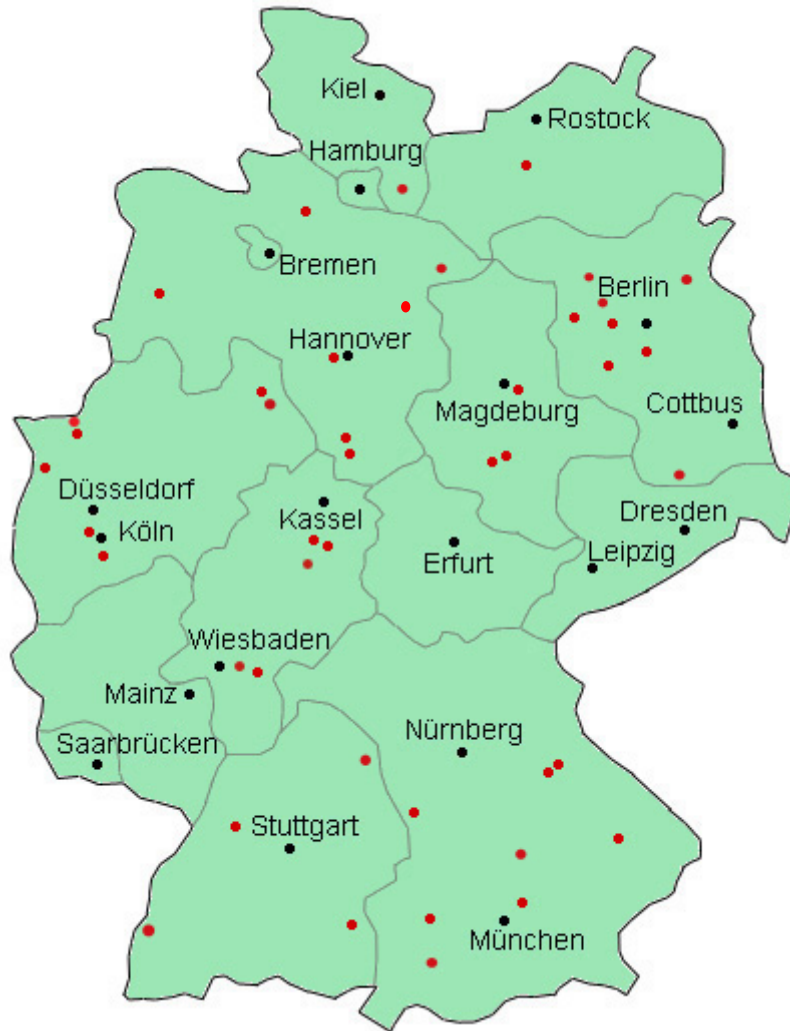 Kiel
Rostock
Hamburg
Bremen
Berlin
Hannover
Magdeburg
Cottbus
Düsseldorf
Köln
Kassel
Erfurt
Dresden
Leipzig
Wiesbaden
Mainz
Nürnberg
Saarbrücken
Stuttgart
München